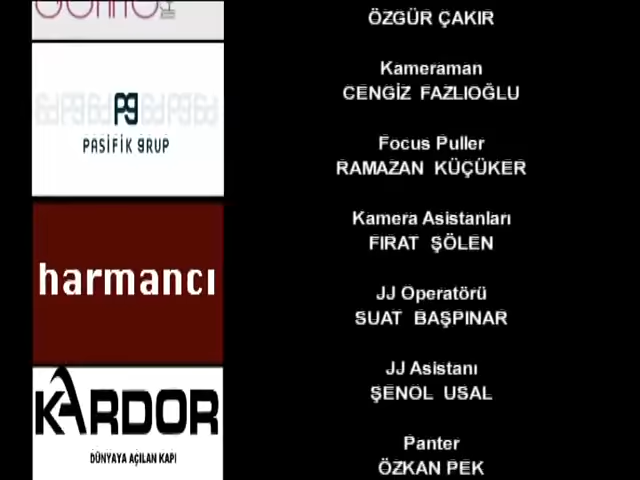 ÖZGÜR ÇAKIR
Kameraman
CENGİZ FAZLIOĞLU
Focus Puller
RAMAZAN KÜÇÜKER
Kamera Asistanları
FIRAT ŞÖLEN
JJ Operatörü
SUAT BAŞPINAR
JJ Asistanı
ŞENOL USAL
Panter
ÖZKAN PEK
PG
PASİFİK GRUP
harmancı
KARDOR
DÜNYAYA AÇILAN KAPI